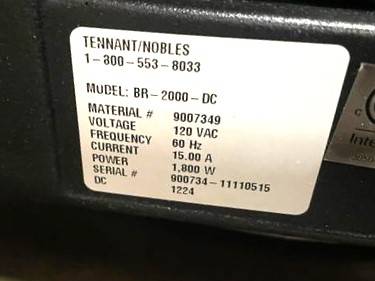 TENNANT/NOBLES
1-800-553-8033
MODEL: BR-2000-DC
MATERIAL # 9007349
VOLTAGE 120 VAC
FREQUENCY 60 Hz
CURRENT 15.00 A
POWER 1,800 W
SERIAL # 900734-11110515
DC 1224